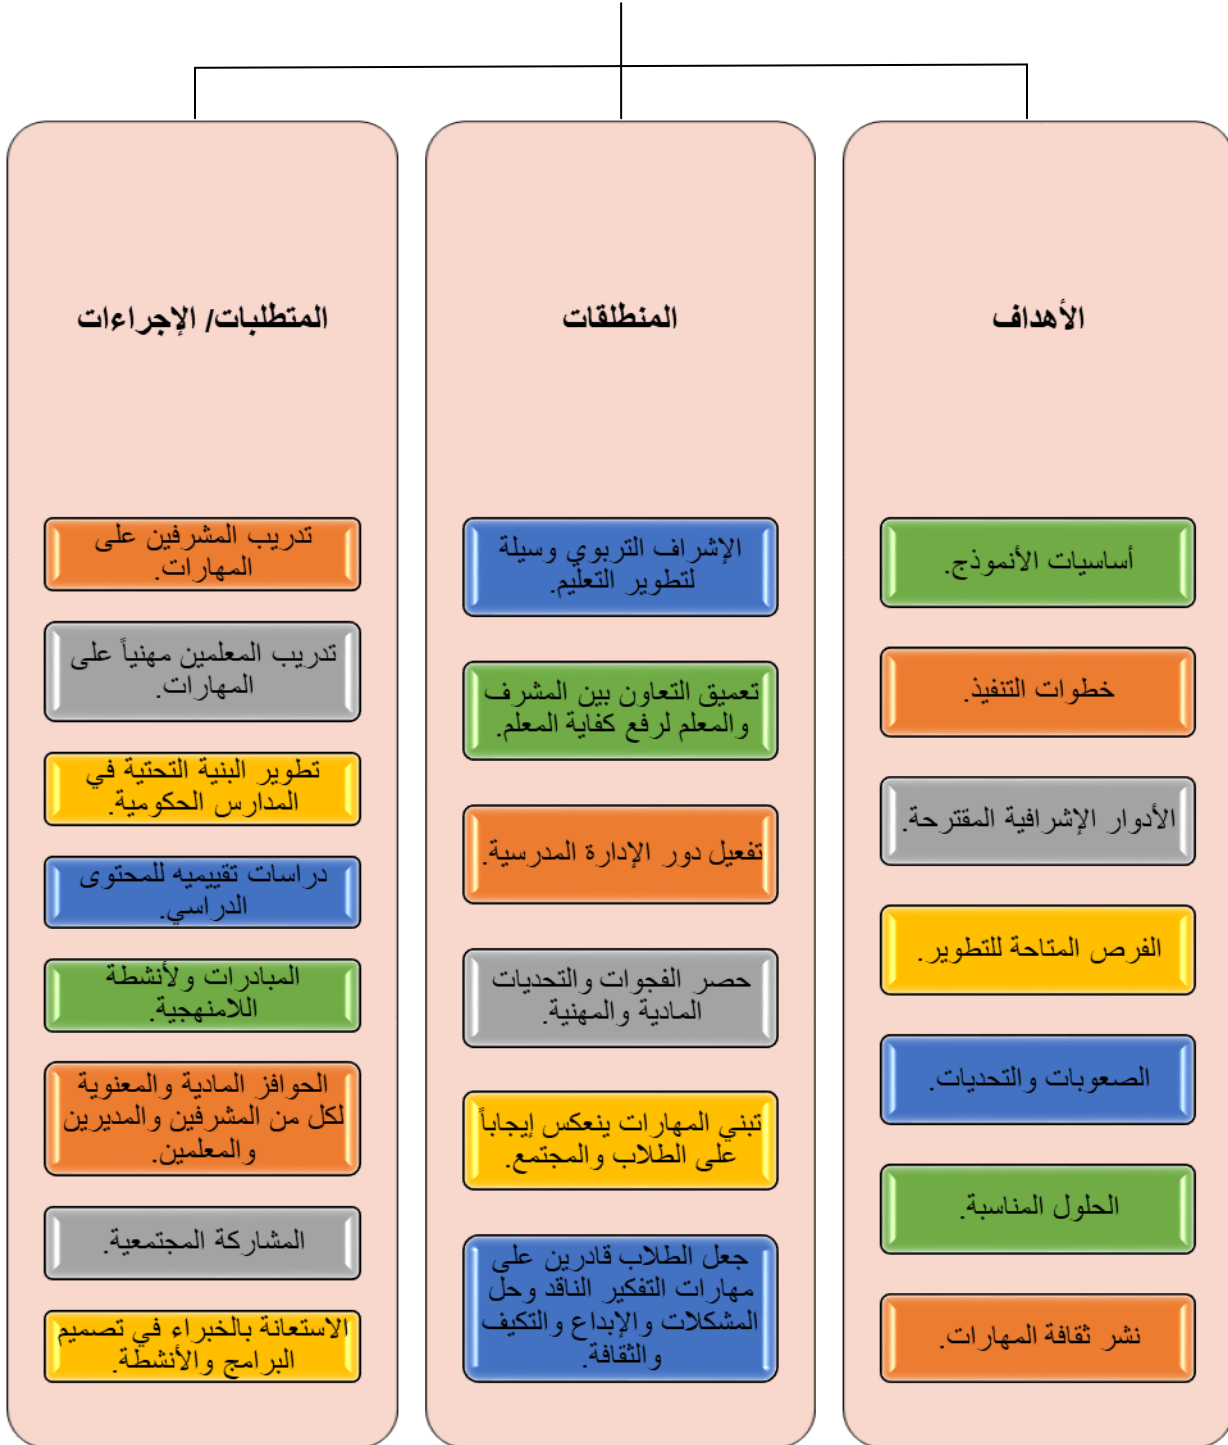 الأهداف
أساسيات الأنموذج.
خطوات التنفيذ.
الأدوار الإشرافية المقترحة.
الفرص المتاحة للتطوير.
الصعوبات والتحديات.
الحلول المناسبة.
نشر ثقافة المهارات.
المنطلقات
الإشراف التربوي وسيلة
لتطوير التعليم.
تعميق التعاون بين المشرف
والمعلم لرفع كفاية المعلم.
تفعيل دور الإدارة المدرسية.
حصر الفجوات والتحديات
المادية والمهنية.
تبني المهارات ينعكس إيجاباً
على الطلاب والمجتمع.
جعل الطلاب قادرين على
مهارات التفكير الناقد وحل
المشكلات والإبداع والتكيف
والثقافة.
المتطلبات/ الإجراءات
تدريب المشرفين على
المهارات.
تدريب المعلمين مهنياً على
المهارات.
تطوير البنية التحتية في
المدارس الحكومية.
دراسات تقييميه للمحتوى
الدراسي.
المبادرات ولأنشطة
اللامنهجية.
الحوافز المادية والمعنوية
لكل من المشرفين والمديرين
والمعلمين.
المشاركة المجتمعية.
الاستعانة بالخبراء في تصميم
البرامج والأنشطة.